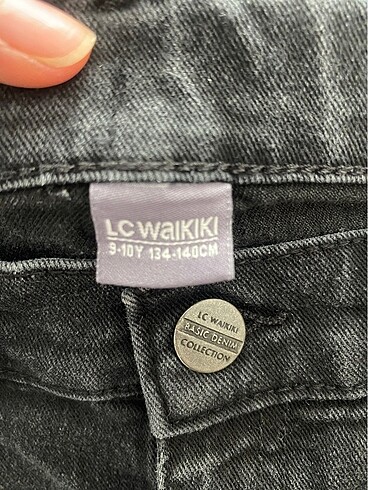 LC WAIKIKI
9-10Y 134-140CM
LC WAIKIKI
BASIC DENIM
COLLECTION